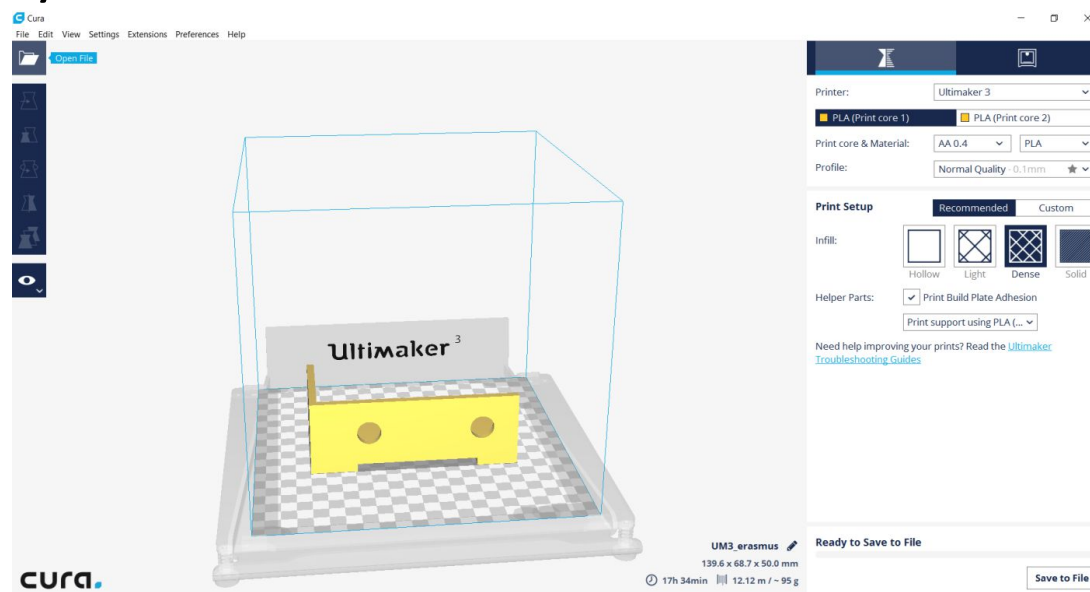 Cura
File Edit View Settings Extensions Preferences Help
Open File
Printer: Ultimaker 3
PLA (Print core 1) PLA (Print core 2)
Print core & Material: AA 0.4 PLA
Profile: Normal Quality - 0.1mm
Print Setup Recommended Custom
Infill:
Hollow Light Dense Solid
Helper Parts: Print Build Plate Adhesion
Print support using PLA (...
Need help improving your prints? Read the Ultimaker
Troubleshooting Guides
Ultimaker 3
UM3_erasmus
139.6 x 68.7 x 50.0 mm
17h 34min 12.12 m / ~ 95 g
Ready to Save to File
Save to File
cura.